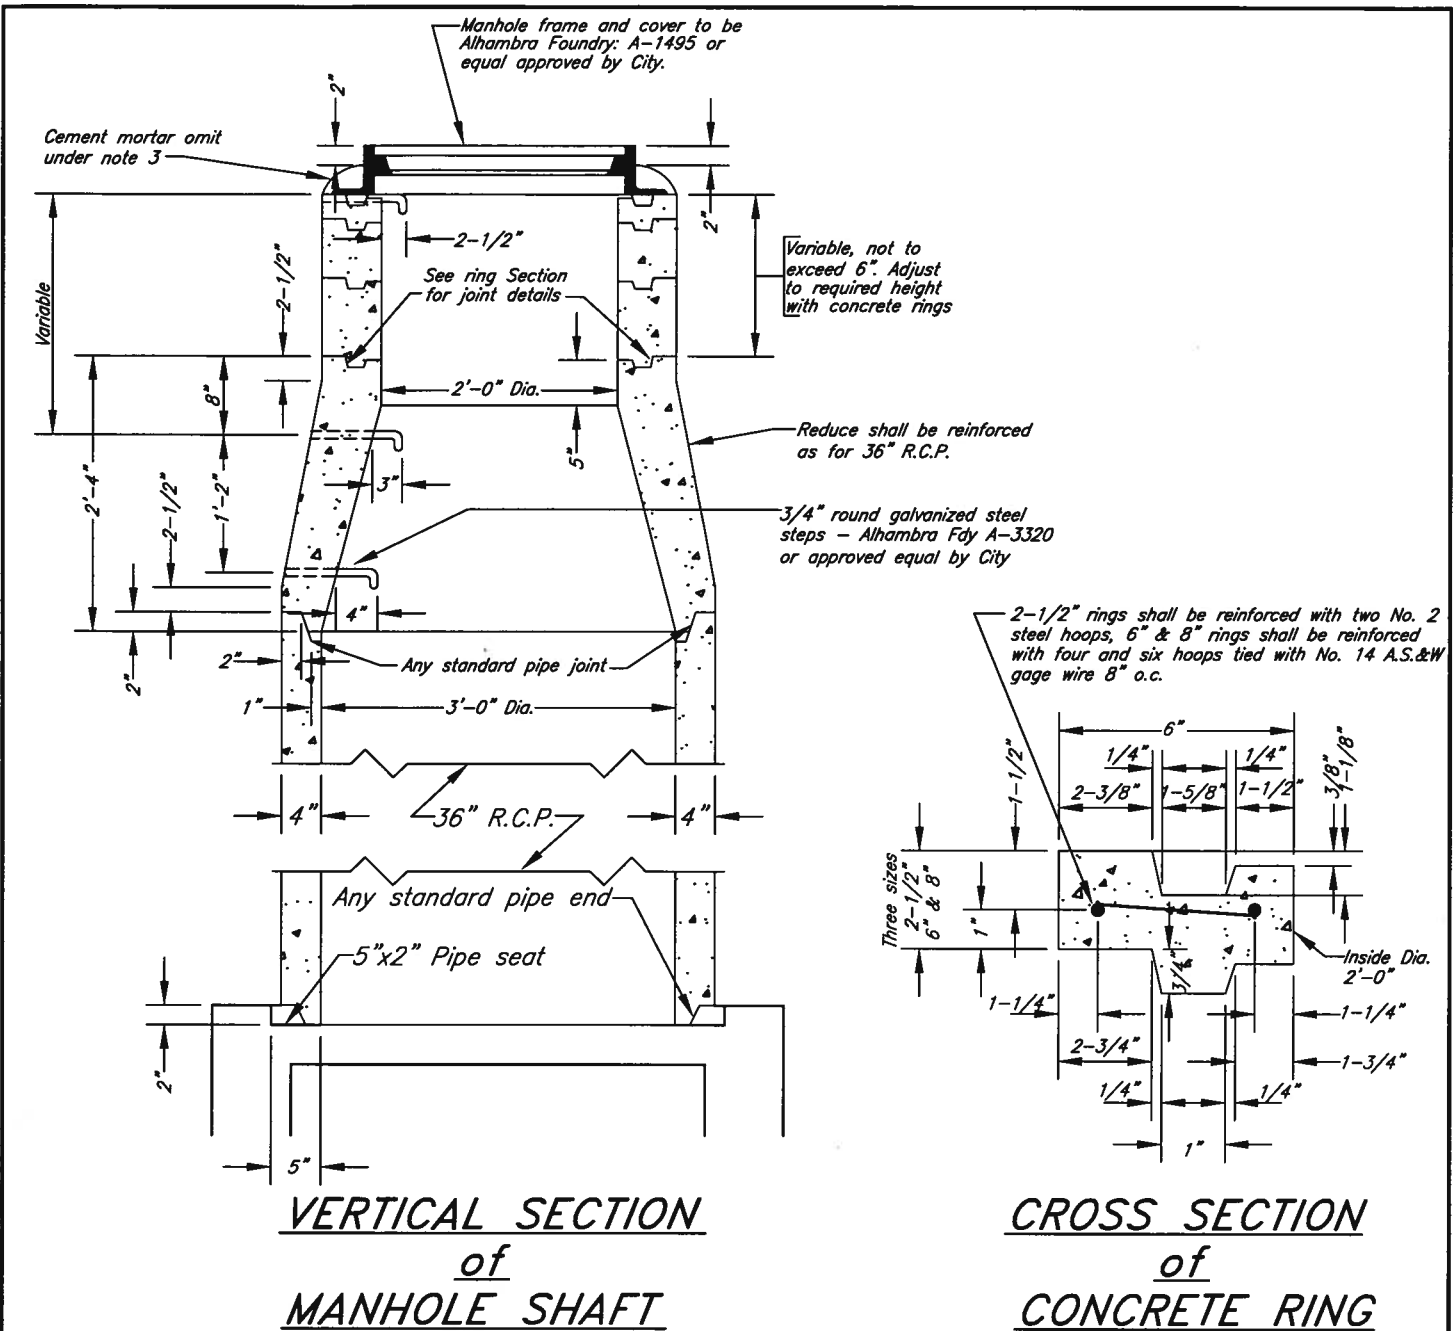 Manhole frame and cover to be
Alhambra Foundry: A-1495 or
equal approved by City.
2"
Cement mortar omit
under note 3
2"
2-1/2"
Variable, not to
exceed 6". Adjust
to required height
with concrete rings
See ring Section
for joint details
2-1/2"
Variable
8"
2'-0" Dia.
5"
Reduce shall be reinforced
as for 36" R.C.P.
3"
2'-4"
2-1/2"
1'-2"
3/4" round galvanized steel
steps - Alhambra Fdy A-3320
or approved equal by City
4"
2"
2"
Any standard pipe joint
1"
3'-0" Dia.
4"
36" R.C.P.
4"
Any standard pipe end
5"x2" Pipe seat
2"
5"
VERTICAL SECTION
of
MANHOLE SHAFT
2-1/2" rings shall be reinforced with two No. 2
steel hoops, 6" & 8" rings shall be reinforced
with four and six hoops tied with No. 14 A.S.&W
gage wire 8" o.c.
6"
1/4"
1/4"
1-1/2"
3/8"
1-1/8"
2-3/8"
1-5/8"
1-1/2"
Three sizes
2-1/2"
6" & 8"
1"
3/4"
Inside Dia.
2'-0"
1-1/4"
1-1/4"
2-3/4"
1-3/4"
1/4"
1/4"
1"
CROSS SECTION
of
CONCRETE RING